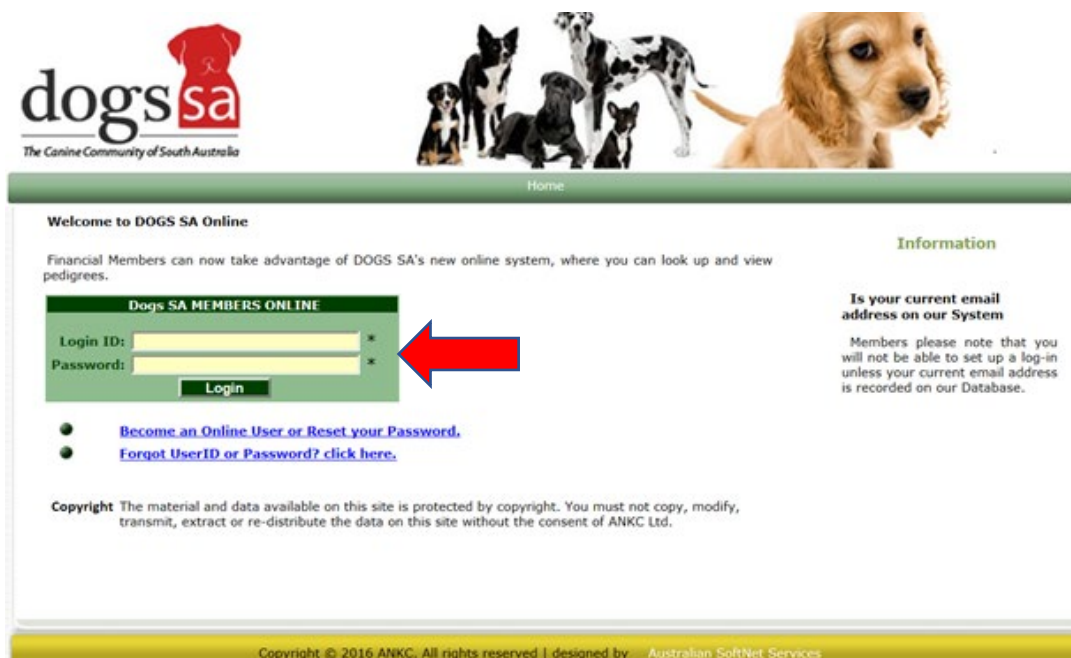 dogs sa
The Canine Community of South Australia
Home
Welcome to DOGS SA Online
Financial Members can now take advantage of DOGS SA's new online system, where you can look up and view
pedigrees.
Dogs SA MEMBERS ONLINE
Login ID: *
Password: *
Login
Become an Online User or Reset your Password.
Forgot UserID or Password? click here.
Copyright The material and data available on this site is protected by copyright. You must not copy, modify,
transmit, extract or re-distribute the data on this site without the consent of ANKC Ltd.
Information
Is your current email
address on our System
Members please note that you
will not be able to set up a log-in
unless your current email address
is recorded on our Database.
Copyright © 2016 ANKC. All rights reserved | designed by Australian SoftNet Services